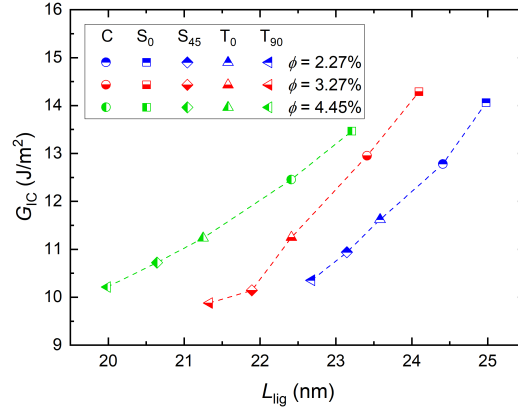 16
15
14
13
12
11
10
9
G_IC (J/m²)
C S₀ S₄₅ T₀ T₉₀
ϕ = 2.27%
ϕ = 3.27%
ϕ = 4.45%
20 21 22 23 24 25
L_lig (nm)